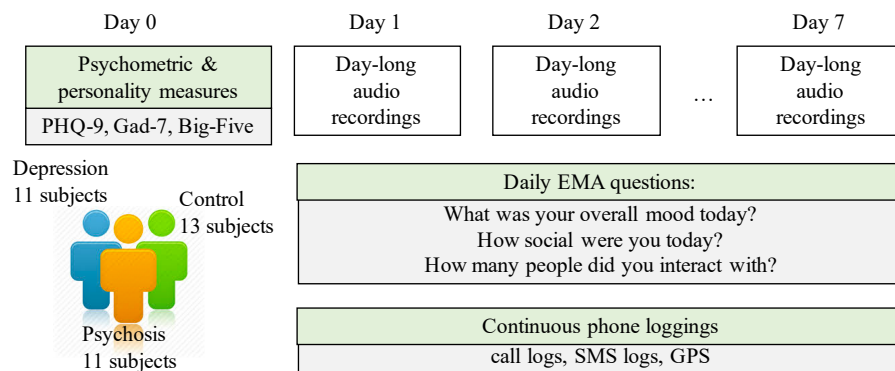 Day 0
Day 1
Day 2
Day 7
Psychometric &
personality measures
PHQ-9, Gad-7, Big-Five
Day-long
audio
recordings
Day-long
audio
recordings
...
Day-long
audio
recordings
Depression
11 subjects
Control
13 subjects
Psychosis
11 subjects
Daily EMA questions:
What was your overall mood today?
How social were you today?
How many people did you interact with?
Continuous phone loggings
call logs, SMS logs, GPS